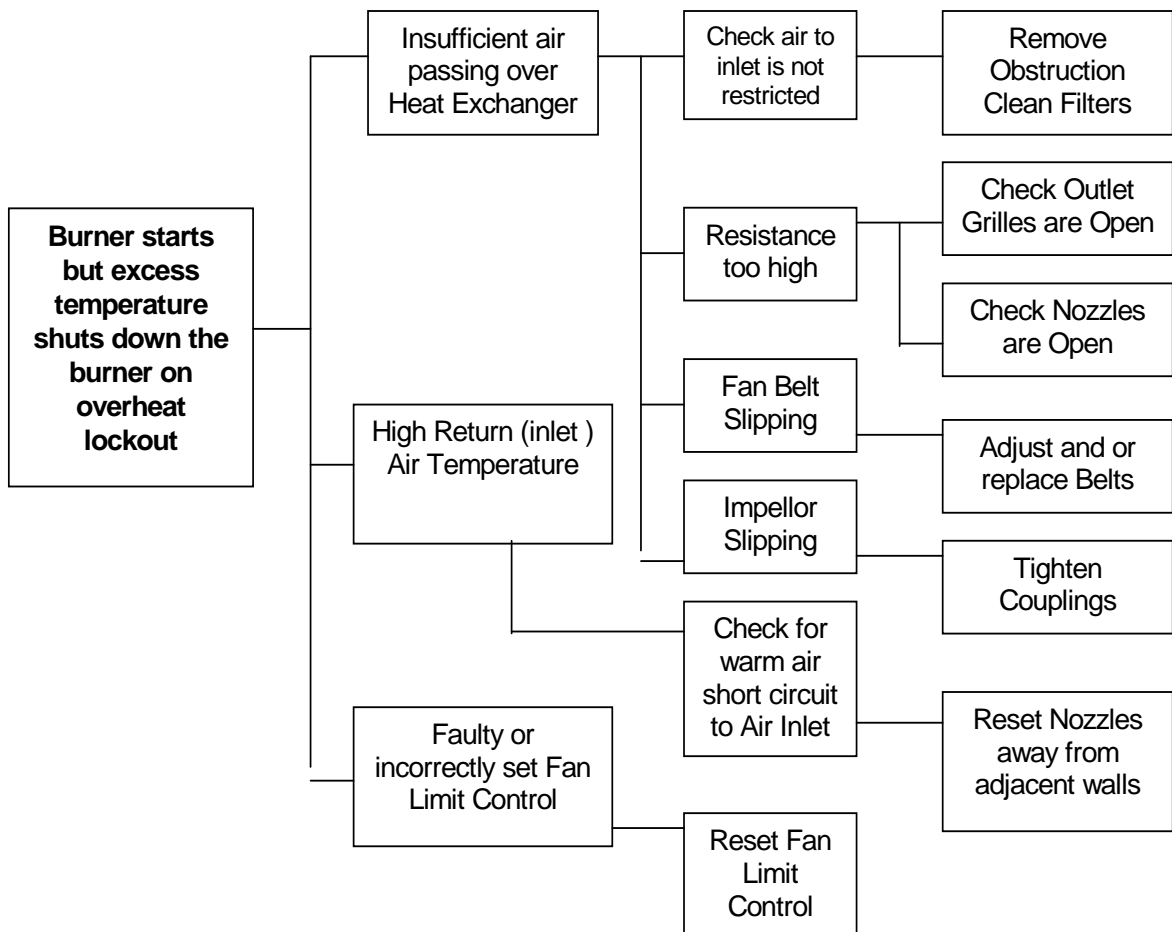 Burner starts
but excess
temperature
shuts down the
burner on
overheat
lockout
Insufficient air
passing over
Heat Exchanger
Check air to
inlet is not
restricted
Remove
Obstruction
Clean Filters
Resistance
too high
Check Outlet
Grilles are Open
Check Nozzles
are Open
Fan Belt
Slipping
Adjust and or
replace Belts
Impellor
Slipping
Tighten
Couplings
High Return (inlet )
Air Temperature
Check for
warm air
short circuit
to Air Inlet
Reset Nozzles
away from
adjacent walls
Faulty or
incorrectly set Fan
Limit Control
Reset Fan
Limit
Control